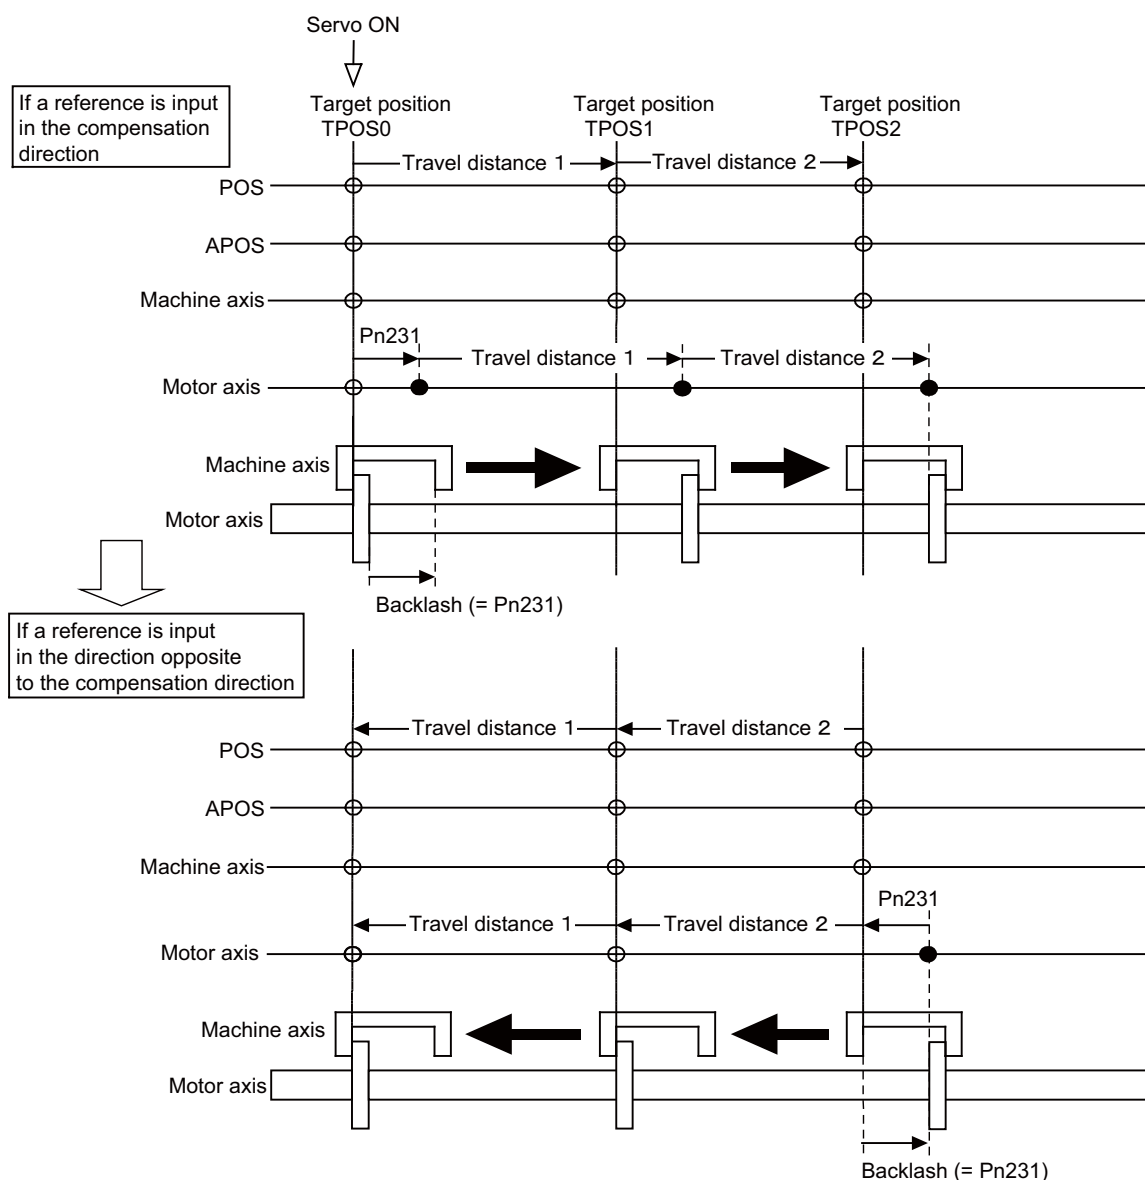 Servo ON
If a reference is input
in the compensation
direction
Target position
TPOS0
Target position
TPOS1
Target position
TPOS2
Travel distance 1
Travel distance 2
POS
APOS
Machine axis
Pn231
Travel distance 1
Travel distance 2
Motor axis
Machine axis
Motor axis
Backlash (= Pn231)
If a reference is input
in the direction opposite
to the compensation direction
Travel distance 1
Travel distance 2
POS
APOS
Machine axis
Pn231
Travel distance 1
Travel distance 2
Motor axis
Machine axis
Motor axis
Backlash (= Pn231)